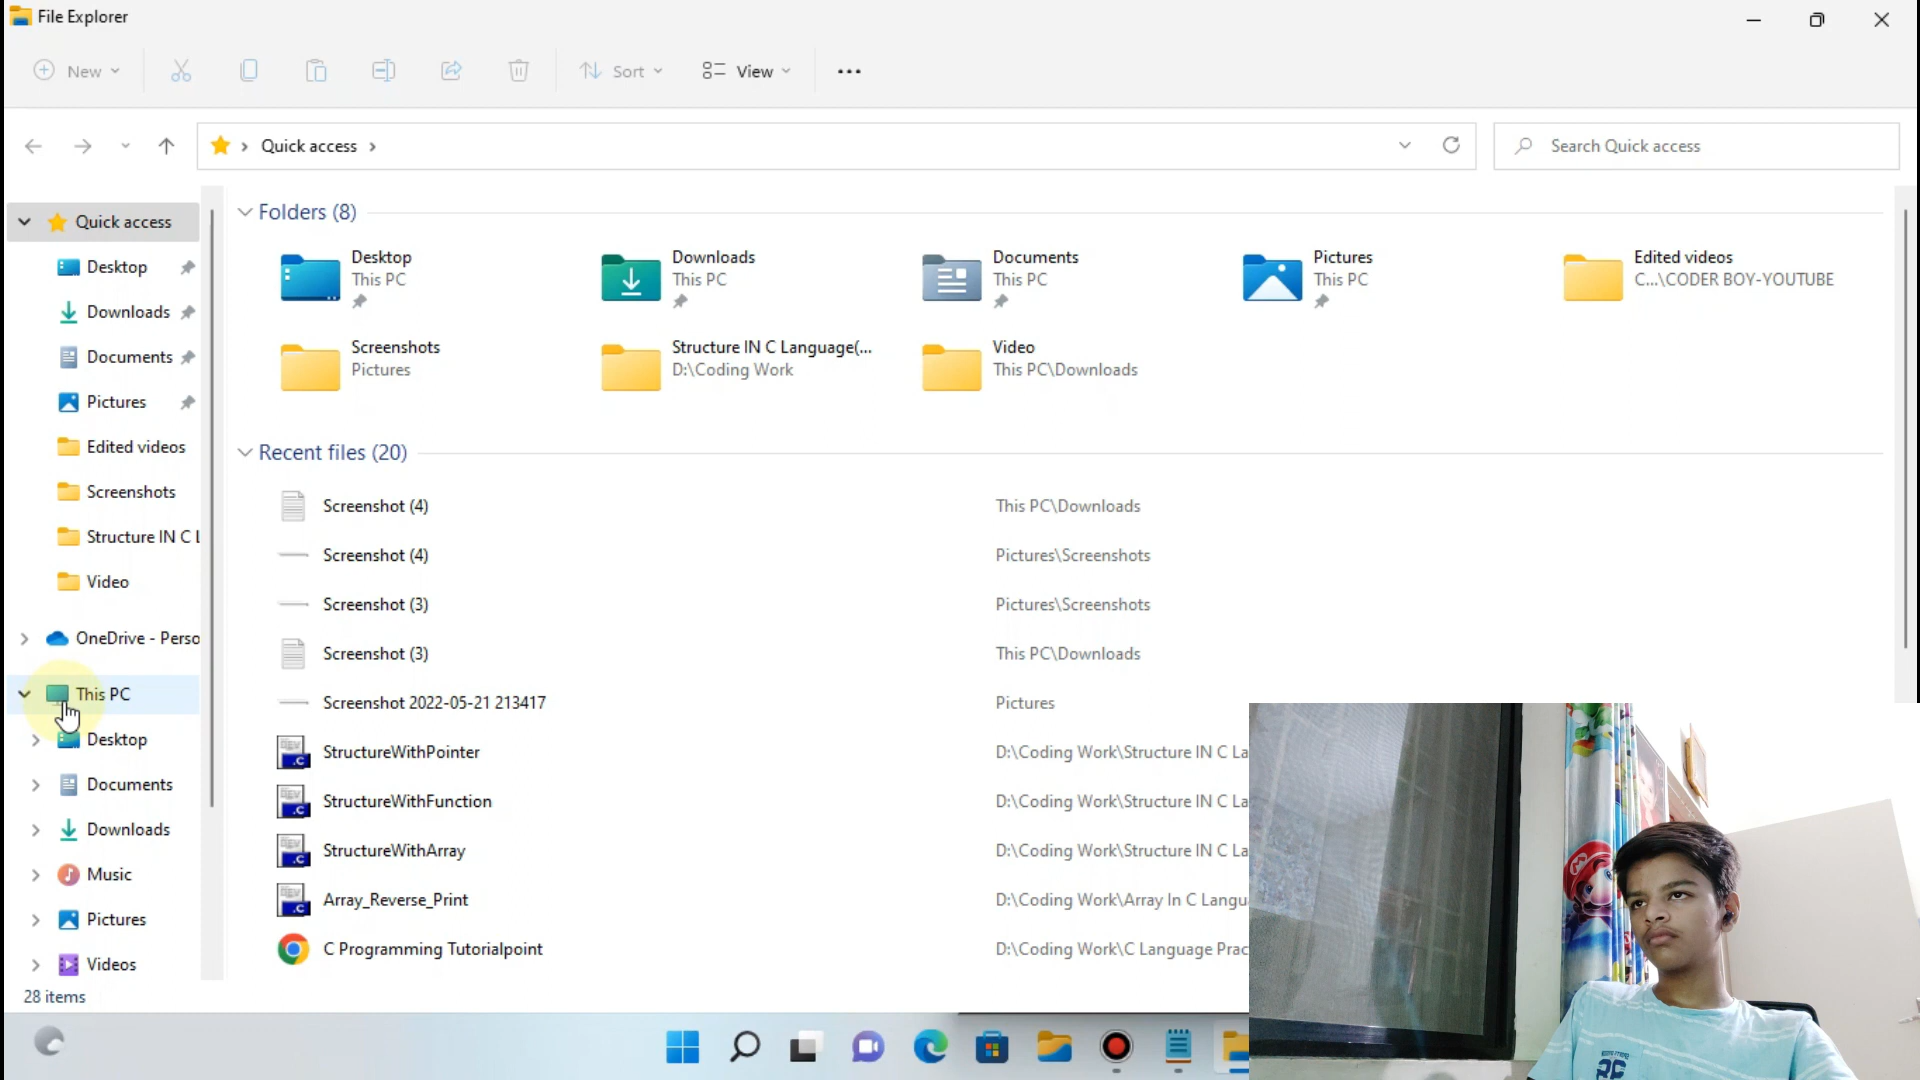 File Explorer
New
Sort
View
Quick access
Search Quick access
Quick access
Desktop
Downloads
Documents
Pictures
Edited videos
Screenshots
Structure IN C L
Video
OneDrive - Perso
This PC
Desktop
Documents
Downloads
Music
Pictures
Videos
28 items
Folders (8)
Desktop
This PC
Downloads
This PC
Documents
This PC
Pictures
This PC
Edited videos
C...\CODER BOY-YOUTUBE
Screenshots
Pictures
Structure IN C Language(...
D:\Coding Work
Video
This PC\Downloads
Recent files (20)
Screenshot (4) This PC\Downloads
Screenshot (4) Pictures\Screenshots
Screenshot (3) Pictures\Screenshots
Screenshot (3) This PC\Downloads
Screenshot 2022-05-21 213417 Pictures
StructureWithPointer D:\Coding Work\Structure IN C La
StructureWithFunction D:\Coding Work\Structure IN C La
StructureWithArray D:\Coding Work\Structure IN C La
Array_Reverse_Print D:\Coding Work\Array In C Langu
C Programming Tutorialpoint D:\Coding Work\C Language Prac